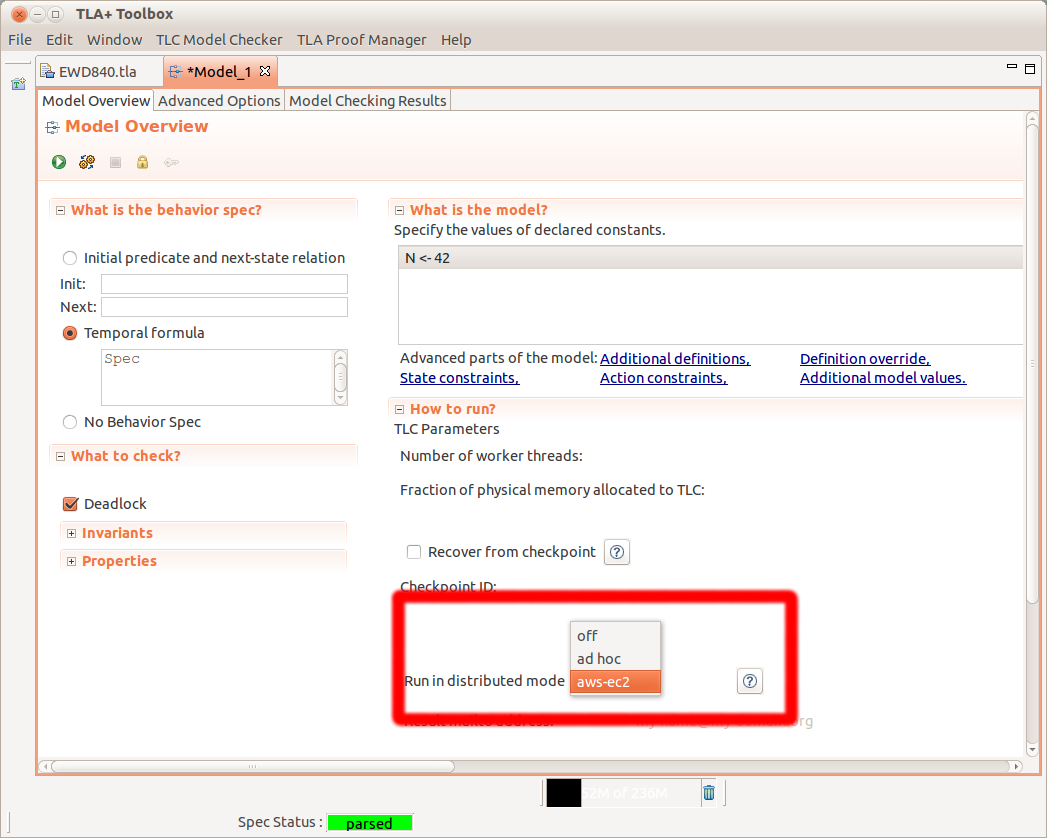 TLA+ Toolbox
File Edit Window TLC Model Checker TLA Proof Manager Help
EWD840.tla *Model_1
Model Overview Advanced Options Model Checking Results
Model Overview
What is the behavior spec?
Initial predicate and next-state relation
Init:
Next:
Temporal formula
Spec
No Behavior Spec
What to check?
Deadlock
Invariants
Properties
What is the model?
Specify the values of declared constants.
N <- 42
Advanced parts of the model: Additional definitions, Definition override,
State constraints, Action constraints, Additional model values.
How to run?
TLC Parameters
Number of worker threads:
Fraction of physical memory allocated to TLC:
Recover from checkpoint
Checkpoint ID:
off
ad hoc
Run in distributed mode aws-ec2
Result mailto address:
of 236M
Spec Status : parsed